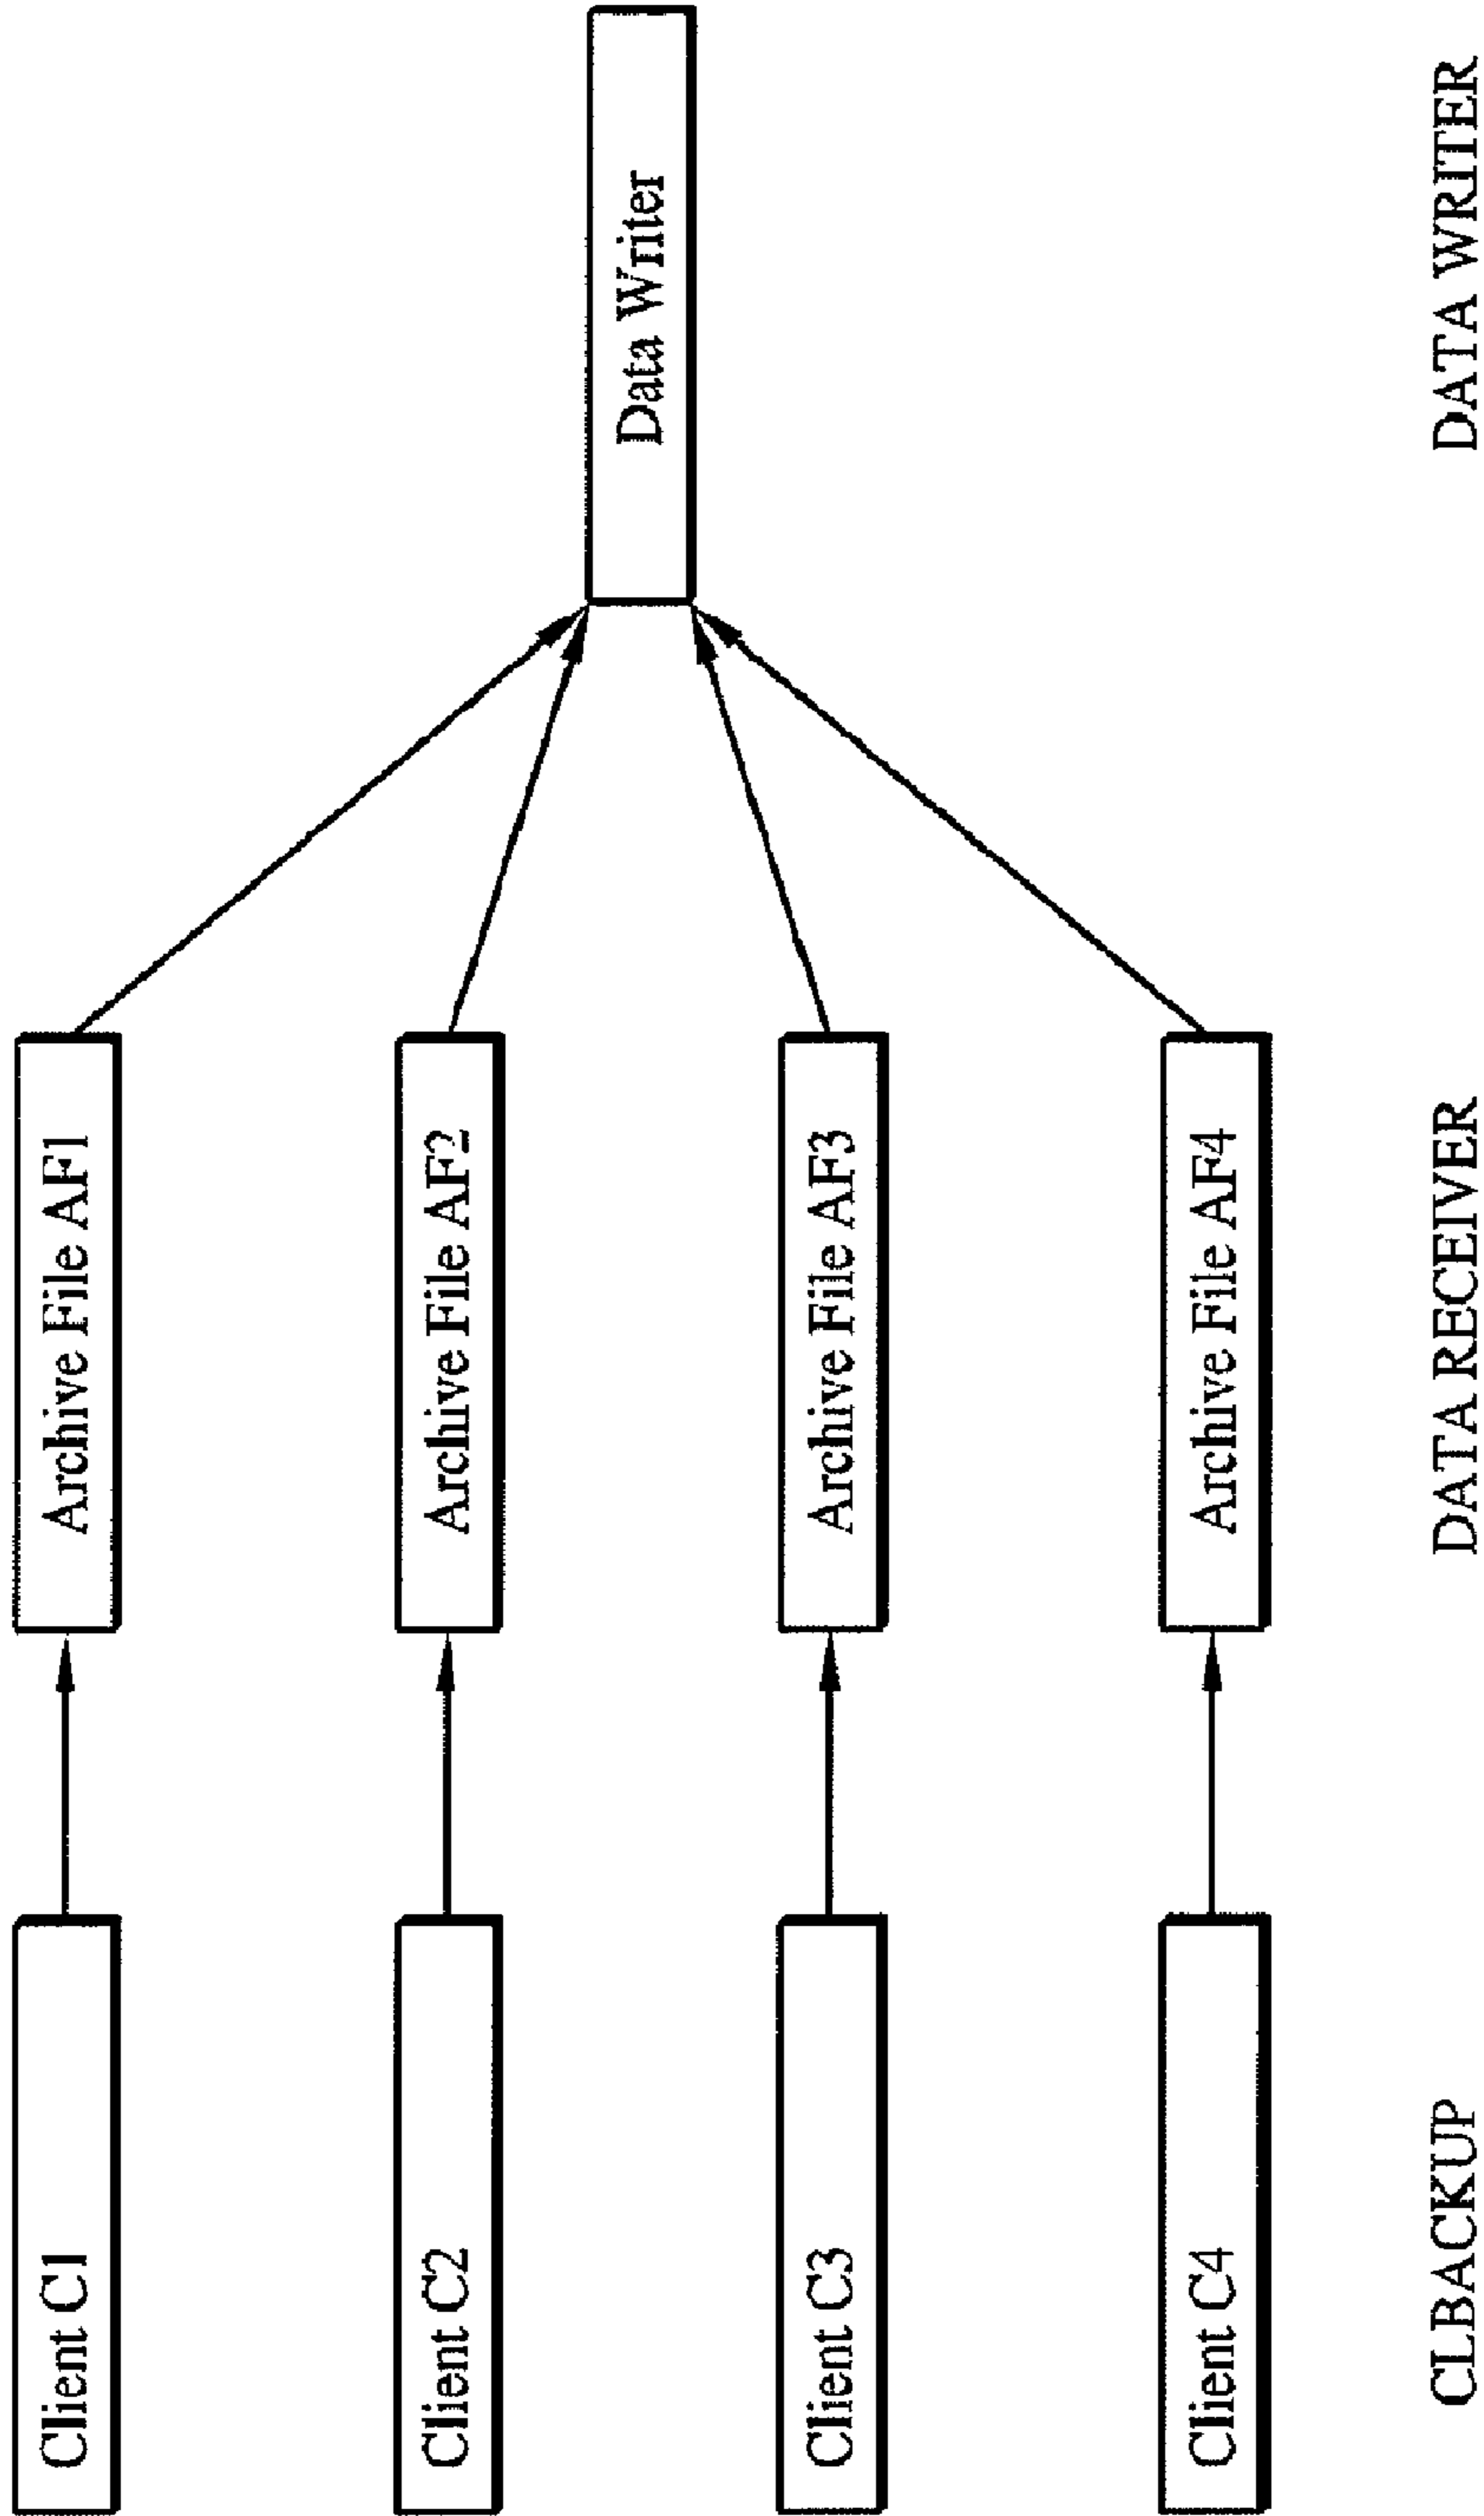 Client C1
Archive File AF1
Client C2
Archive File AF2
Data Writer
Client C3
Archive File AF3
Client C4
Archive File AF4
CLBACKUP
DATA RECEIVER
DATA WRITER